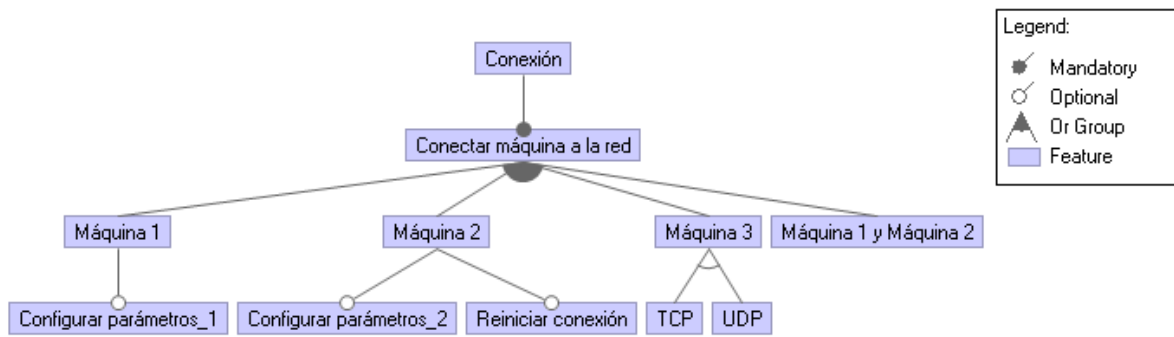 Legend:
Conexión
Mandatory
Optional
Or Group
Conectar máquina a la red
Feature
Máquina 1
Máquina 2
Máquina 3
Máquina 1 y Máquina 2
Configurar parámetros_1
Configurar parámetros_2
Reiniciar conexión
TCP
UDP